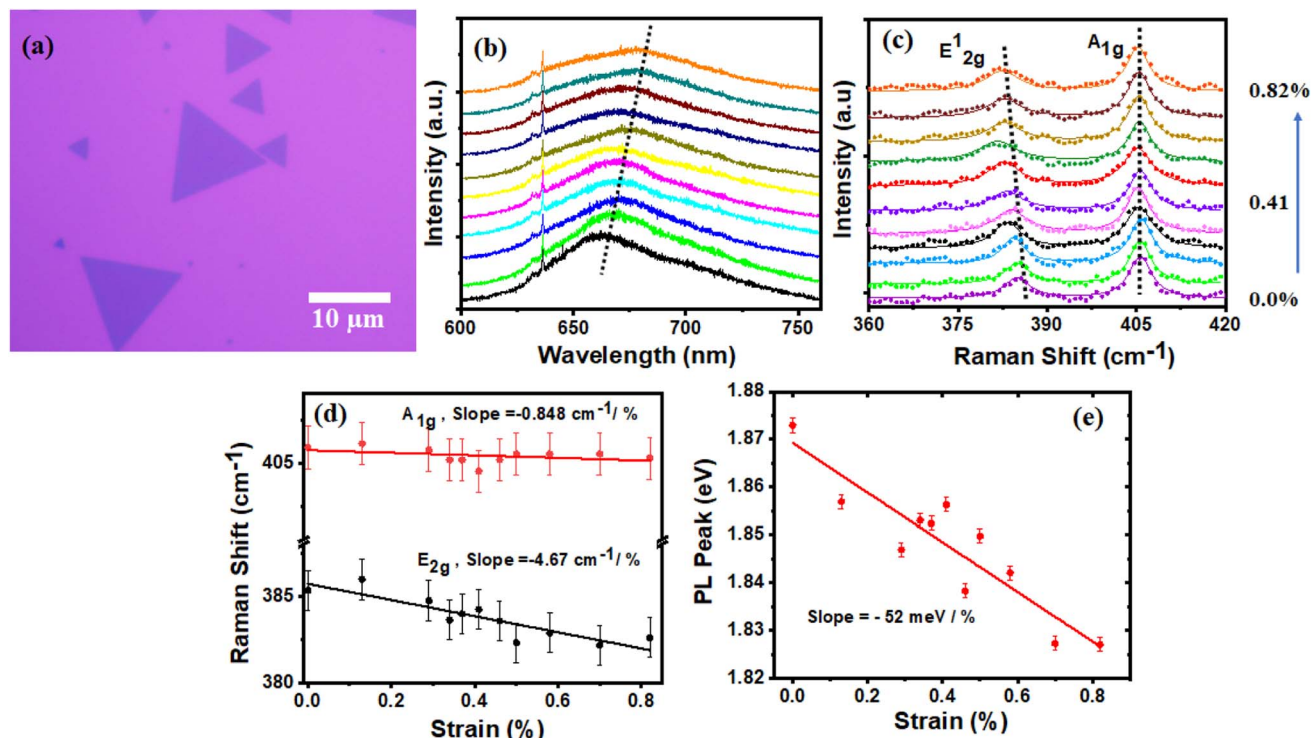 (a)
10 µm
(b)
Intensity (a.u.)
600 650 700 750
Wavelength (nm)
(c)
E¹₂g
A₁g
Intensity (a.u)
0.82%
0.41
0.0%
360 375 390 405 420
Raman Shift (cm⁻¹)
(d)
A₁g , Slope =-0.848 cm⁻¹/ %
405
E₂g , Slope =-4.67 cm⁻¹/ %
385
380
Raman Shift (cm⁻¹)
0.0 0.2 0.4 0.6 0.8
Strain (%)
(e)
1.88
1.87
1.86
1.85
1.84
1.83
1.82
PL Peak (eV)
Slope = - 52 meV / %
0.0 0.2 0.4 0.6 0.8
Strain (%)